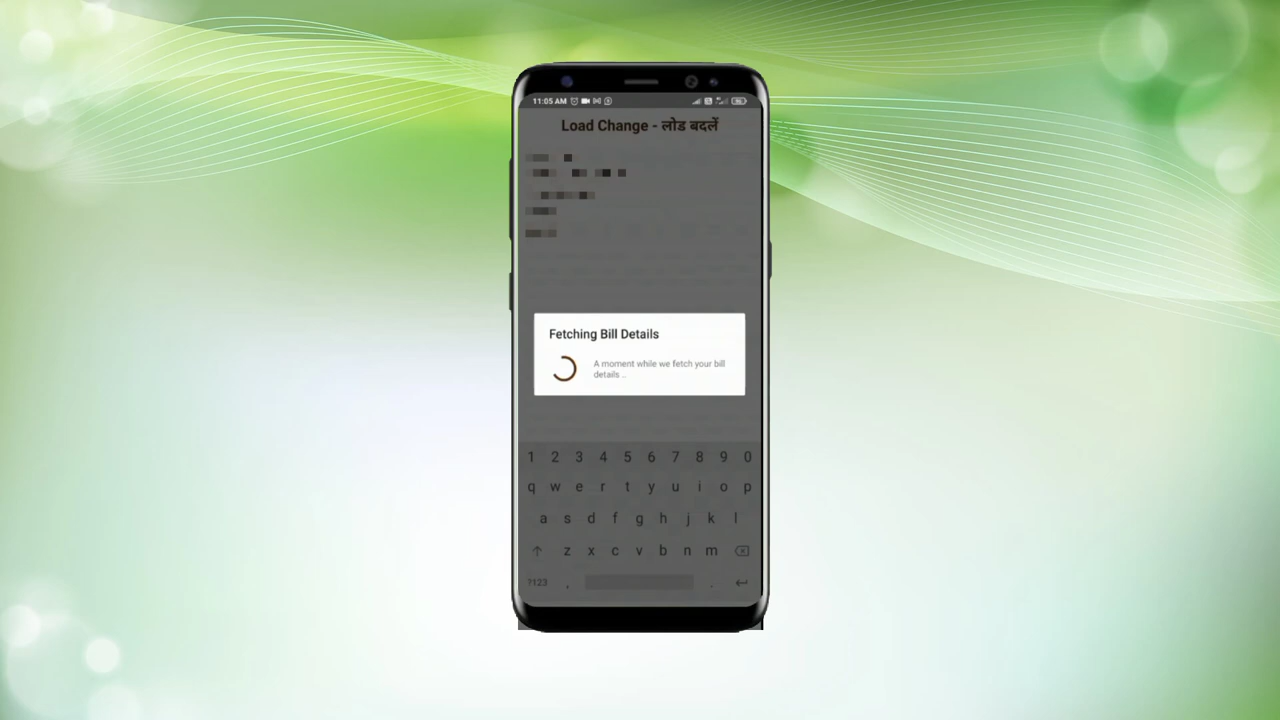 11:05 AM
Load Change - लोड बदलें
Fetching Bill Details
A moment while we fetch your bill
details ...
1 2 3 4 5 6 7 8 9 0
q w e r t y u i o p
a s d f g h j k l
z x c v b n m
?123 , .